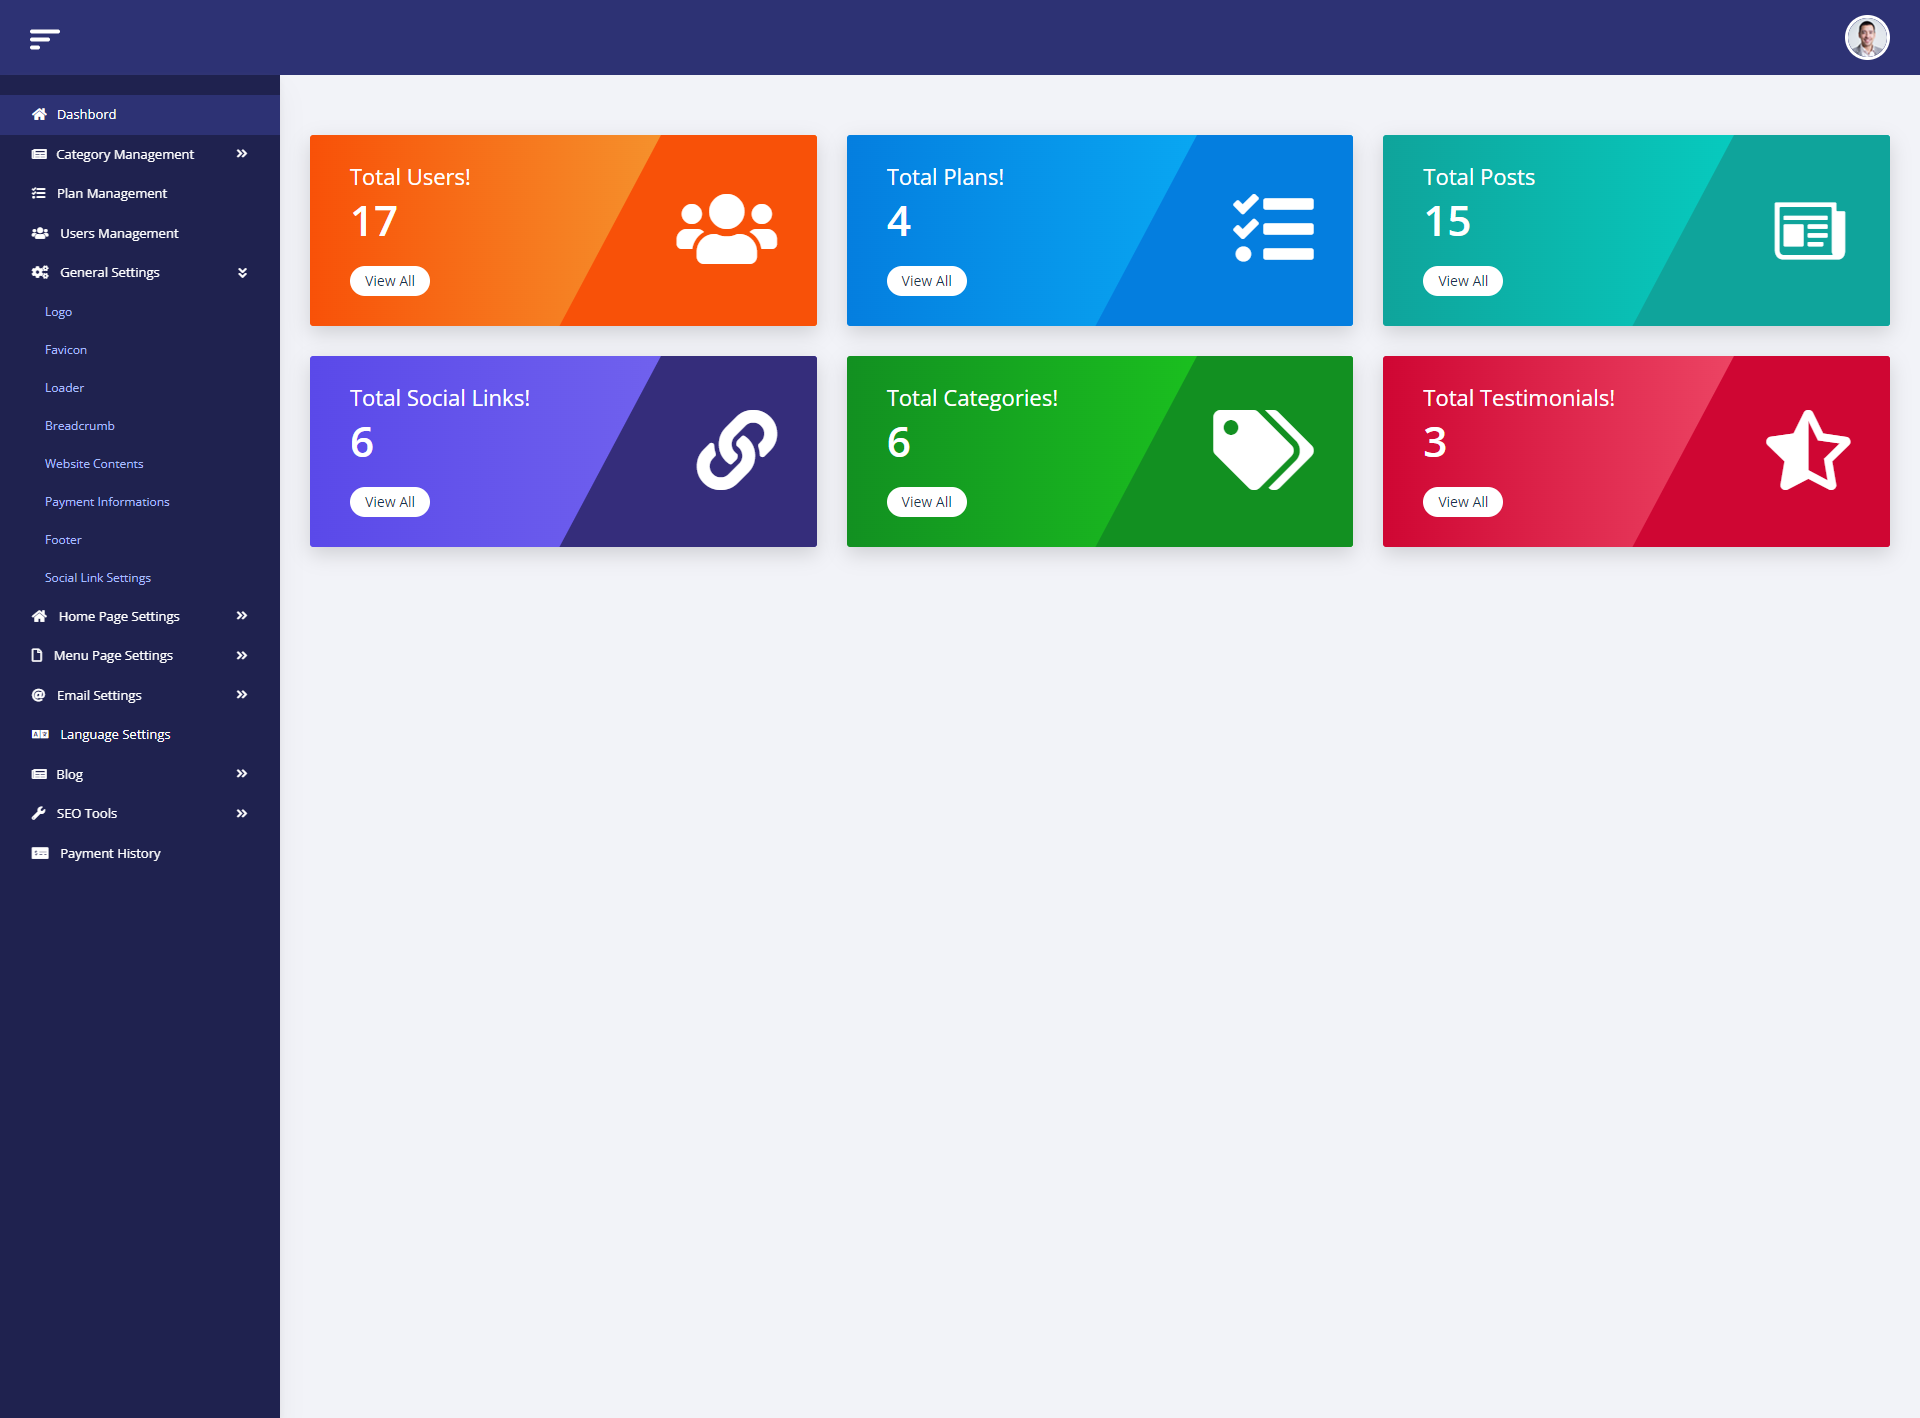 Dashbord
Category Management
Plan Management
Users Management
General Settings
Logo
Favicon
Loader
Breadcrumb
Website Contents
Payment Informations
Footer
Social Link Settings
Home Page Settings
Menu Page Settings
Email Settings
Language Settings
Blog
SEO Tools
Payment History
Total Users!
17
View All
Total Plans!
4
View All
Total Posts
15
View All
Total Social Links!
6
View All
Total Categories!
6
View All
Total Testimonials!
3
View All